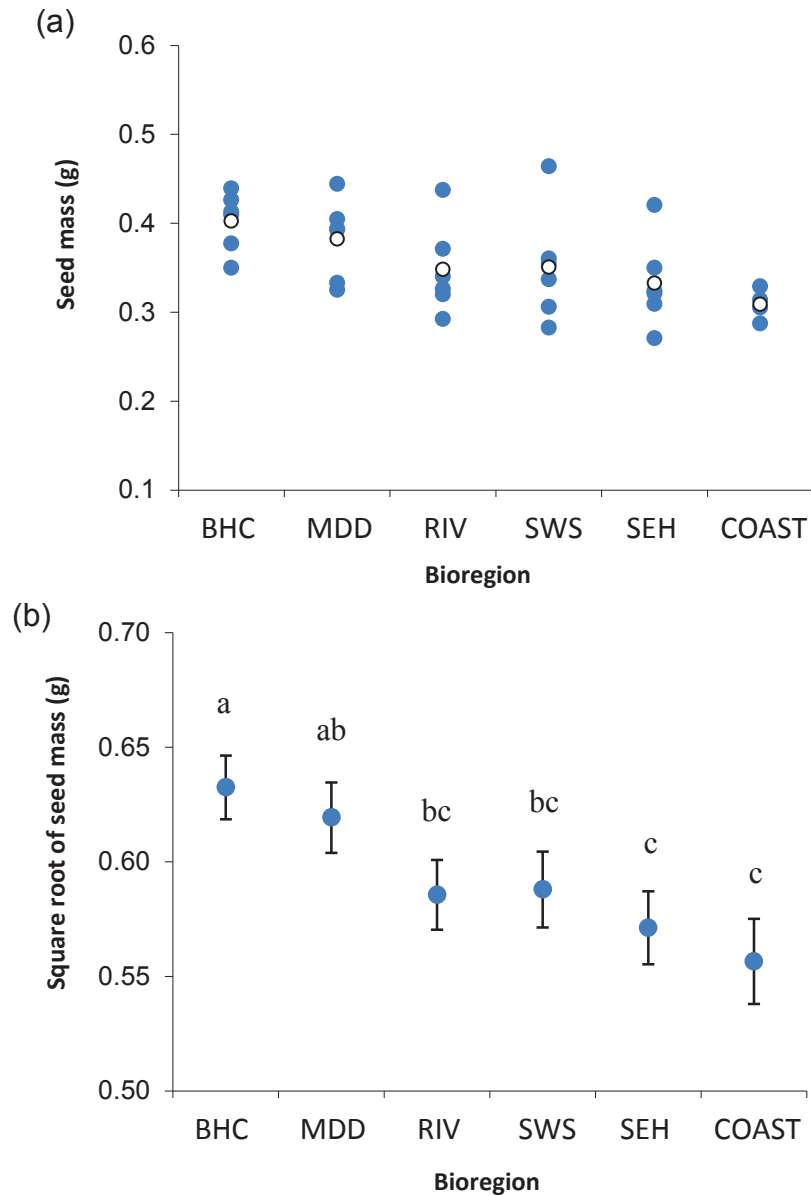 (a)
0.6
0.5
0.4
0.3
0.2
0.1
Seed mass (g)
BHC MDD RIV SWS SEH COAST
Bioregion
(b)
0.70
0.65
0.60
0.55
0.50
Square root of seed mass (g)
a ab bc bc c c
BHC MDD RIV SWS SEH COAST
Bioregion